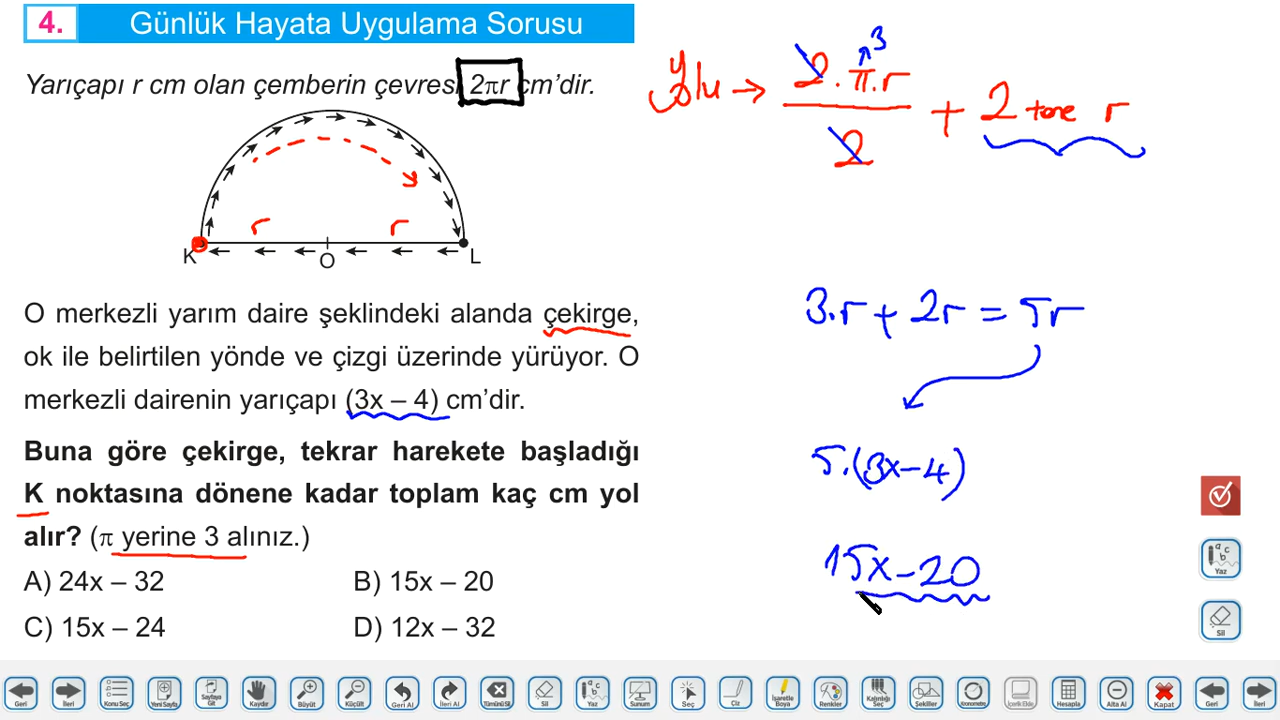 4. Günlük Hayata Uygulama Sorusu
Yarıçapı r cm olan çemberin çevresi 2πr cm'dir.
r r
K O L
O merkezli yarım daire şeklindeki alanda çekirge,
ok ile belirtilen yönde ve çizgi üzerinde yürüyor. O
merkezli dairenin yarıçapı (3x – 4) cm'dir.
Buna göre çekirge, tekrar harekete başladığı
K noktasına dönene kadar toplam kaç cm yol
alır? (π yerine 3 alınız.)
A) 24x – 32 B) 15x – 20
C) 15x – 24 D) 12x – 32
3
2.π.r
→ + 2 tane r
2
3.r + 2r = 5r
5.(3x–4)
15x–20
a b c
Yaz
Sil
Geri İleri Konu Seç Yeni Sayfa Sayfaya Git Kaydır Büyüt Küçült Geri Al İleri Al Tümünü Sil Sil Yaz Sunum Seç Çiz İşaretle Boya Renkler Kalınlığı Seç Şekiller Kronometre İçerik Ekle Hesapla Alta Al Kapat Geri İleri